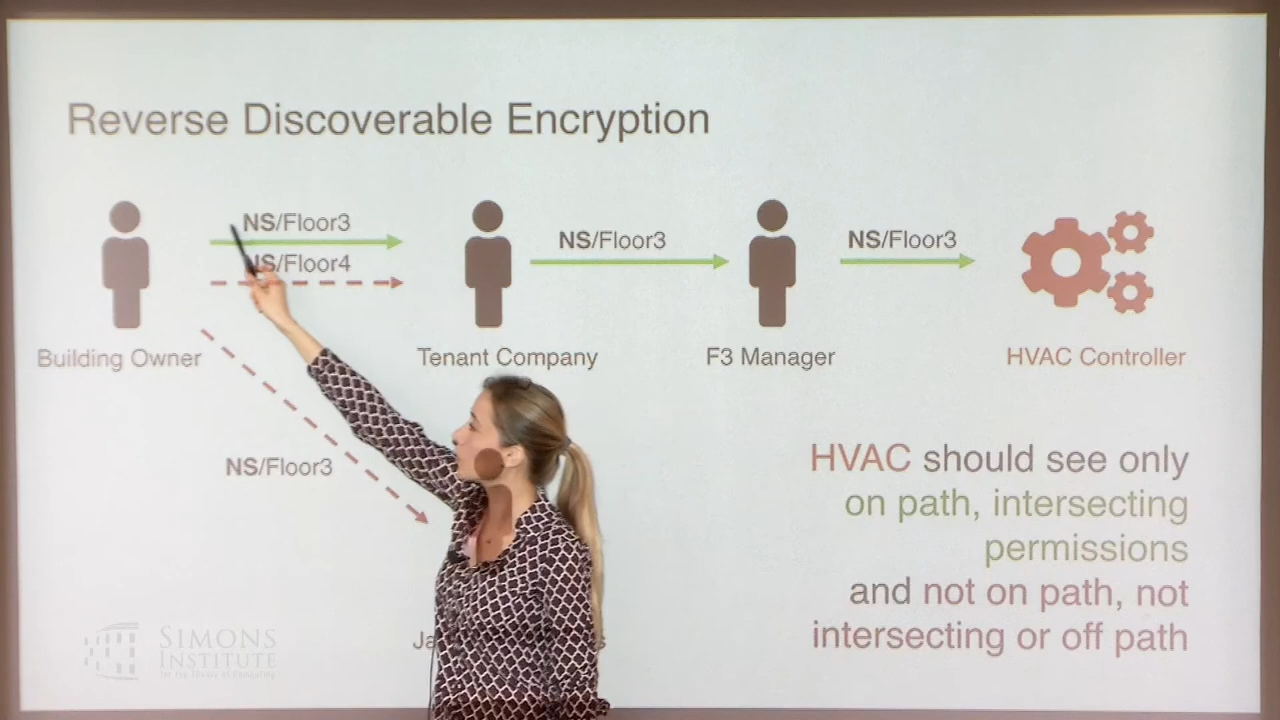 Reverse Discoverable Encryption
NS/Floor3
NS/Floor4
NS/Floor3
NS/Floor3
Building Owner
Tenant Company
F3 Manager
HVAC Controller
NS/Floor3
HVAC should see only
on path, intersecting
permissions
and not on path, not
intersecting or off path
SIMONS
INSTITUTE